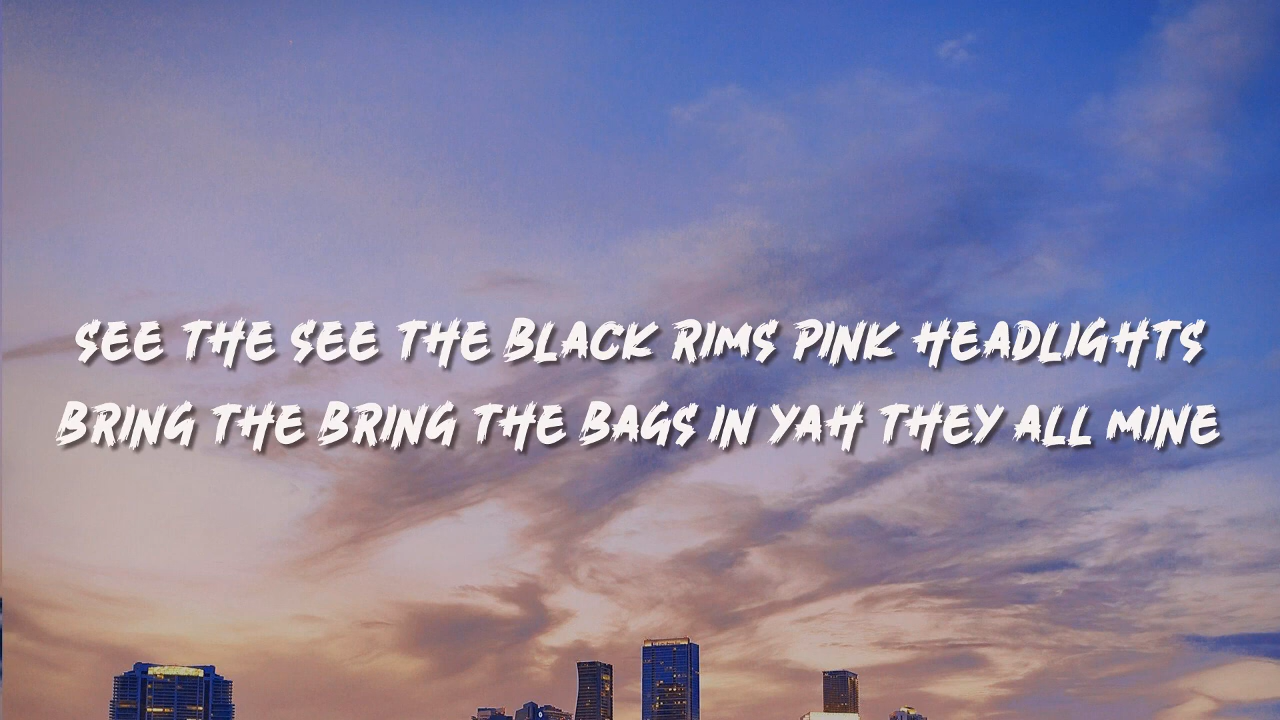 SEE THE SEE THE BLACK RIMS PINK HEADLIGHTS
BRING THE BRING THE BAGS IN YAH THEY ALL MINE